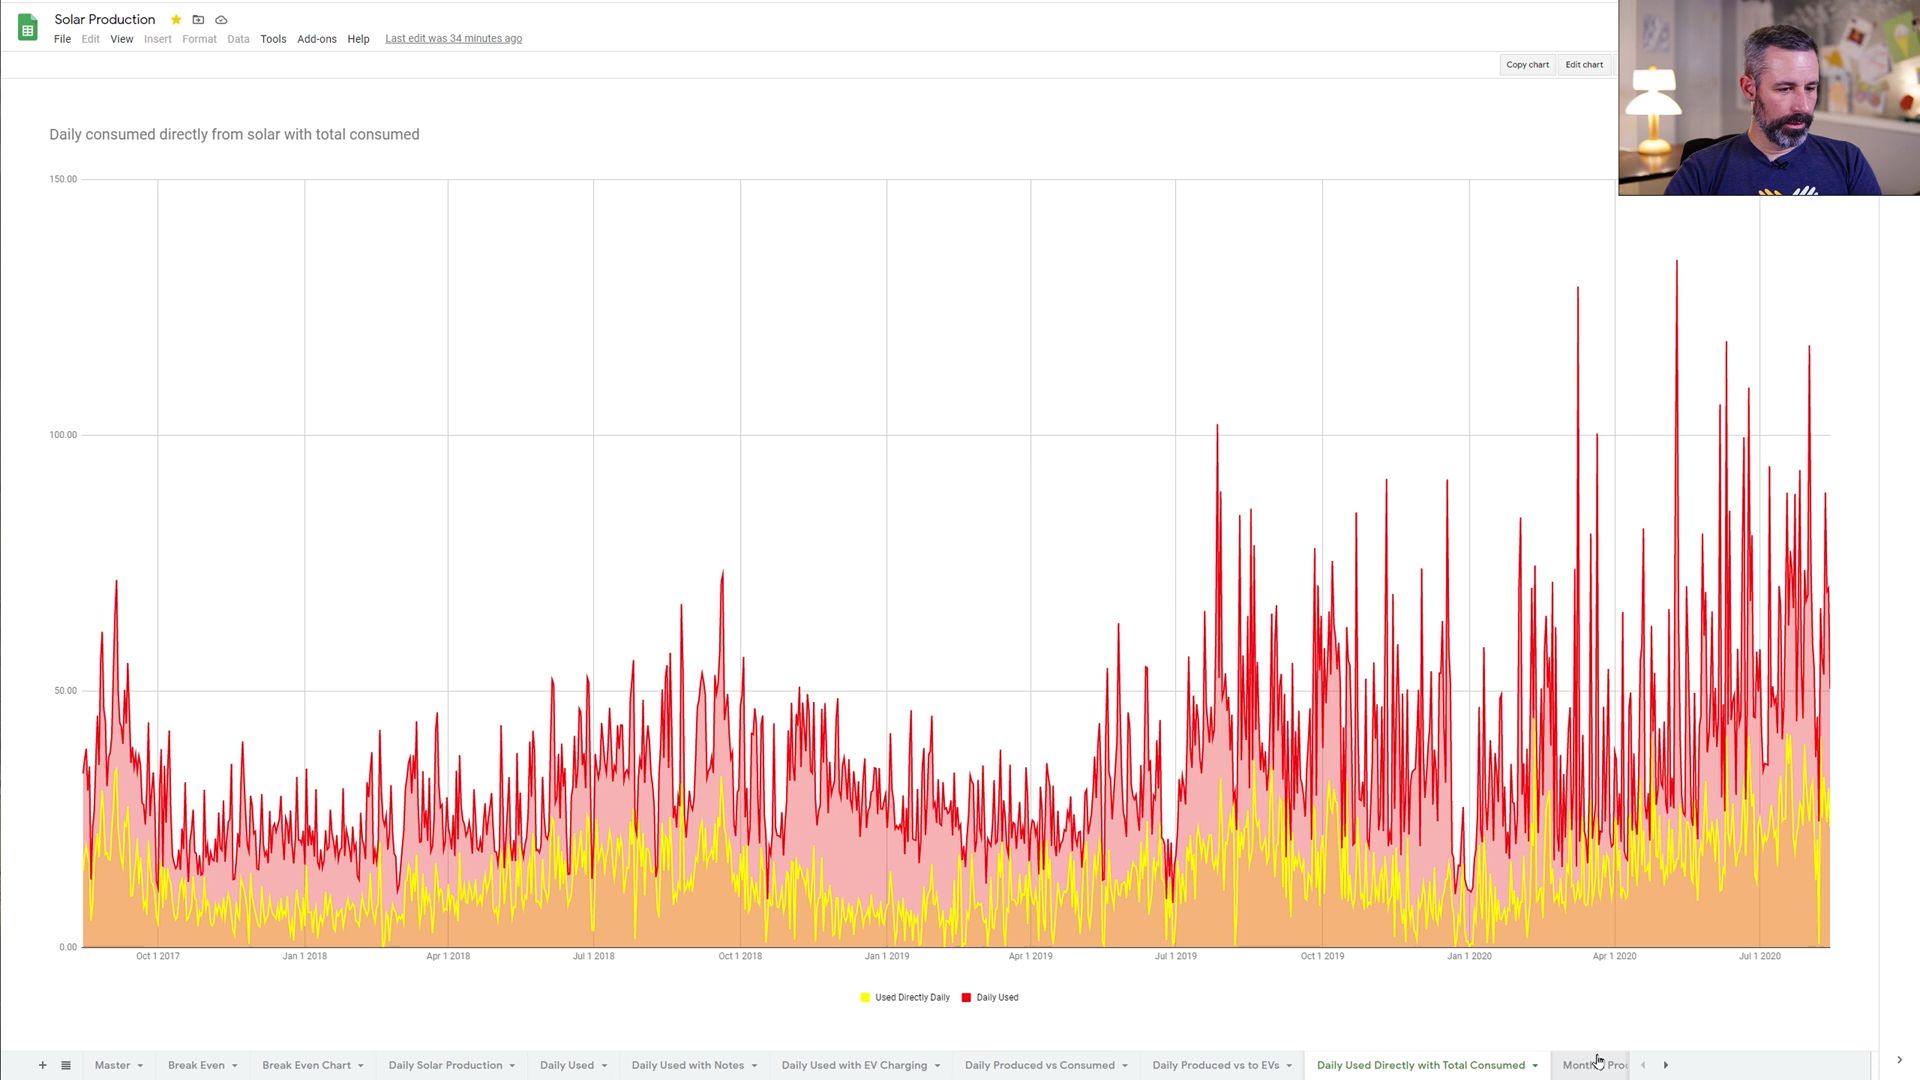 Solar Production
File Edit View Insert Format Data Tools Add-ons Help Last edit was 34 minutes ago
Copy chart Edit chart
Daily consumed directly from solar with total consumed
150.00
100.00
50.00
0.00
Oct 1 2017 Jan 1 2018 Apr 1 2018 Jul 1 2018 Oct 1 2018 Jan 1 2019 Apr 1 2019 Jul 1 2019 Oct 1 2019 Jan 1 2020 Apr 1 2020 Jul 1 2020
Used Directly Daily Daily Used
Master Break Even Break Even Chart Daily Solar Production Daily Used Daily Used with Notes Daily Used with EV Charging Daily Produced vs Consumed Daily Produced vs to EVs Daily Used Directly with Total Consumed